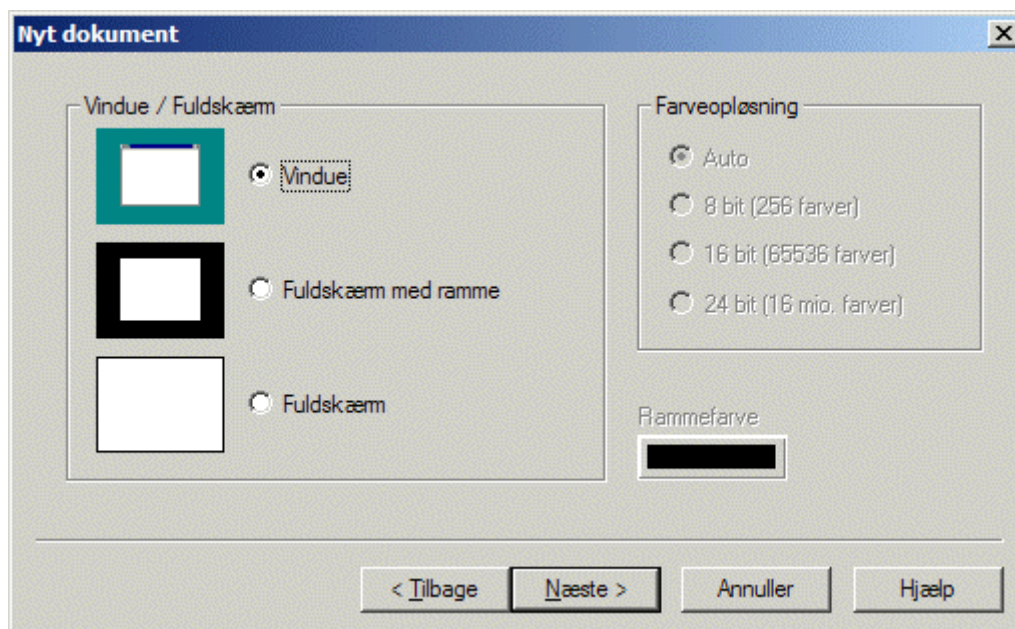 Nyt dokument
Vindue / Fuldskærm
Vindue
Fuldskærm med ramme
Fuldskærm
Farveopløsning
Auto
8 bit (256 farver)
16 bit (65536 farver)
24 bit (16 mio. farver)
Rammefarve
< Tilbage
Næste >
Annuller
Hjælp